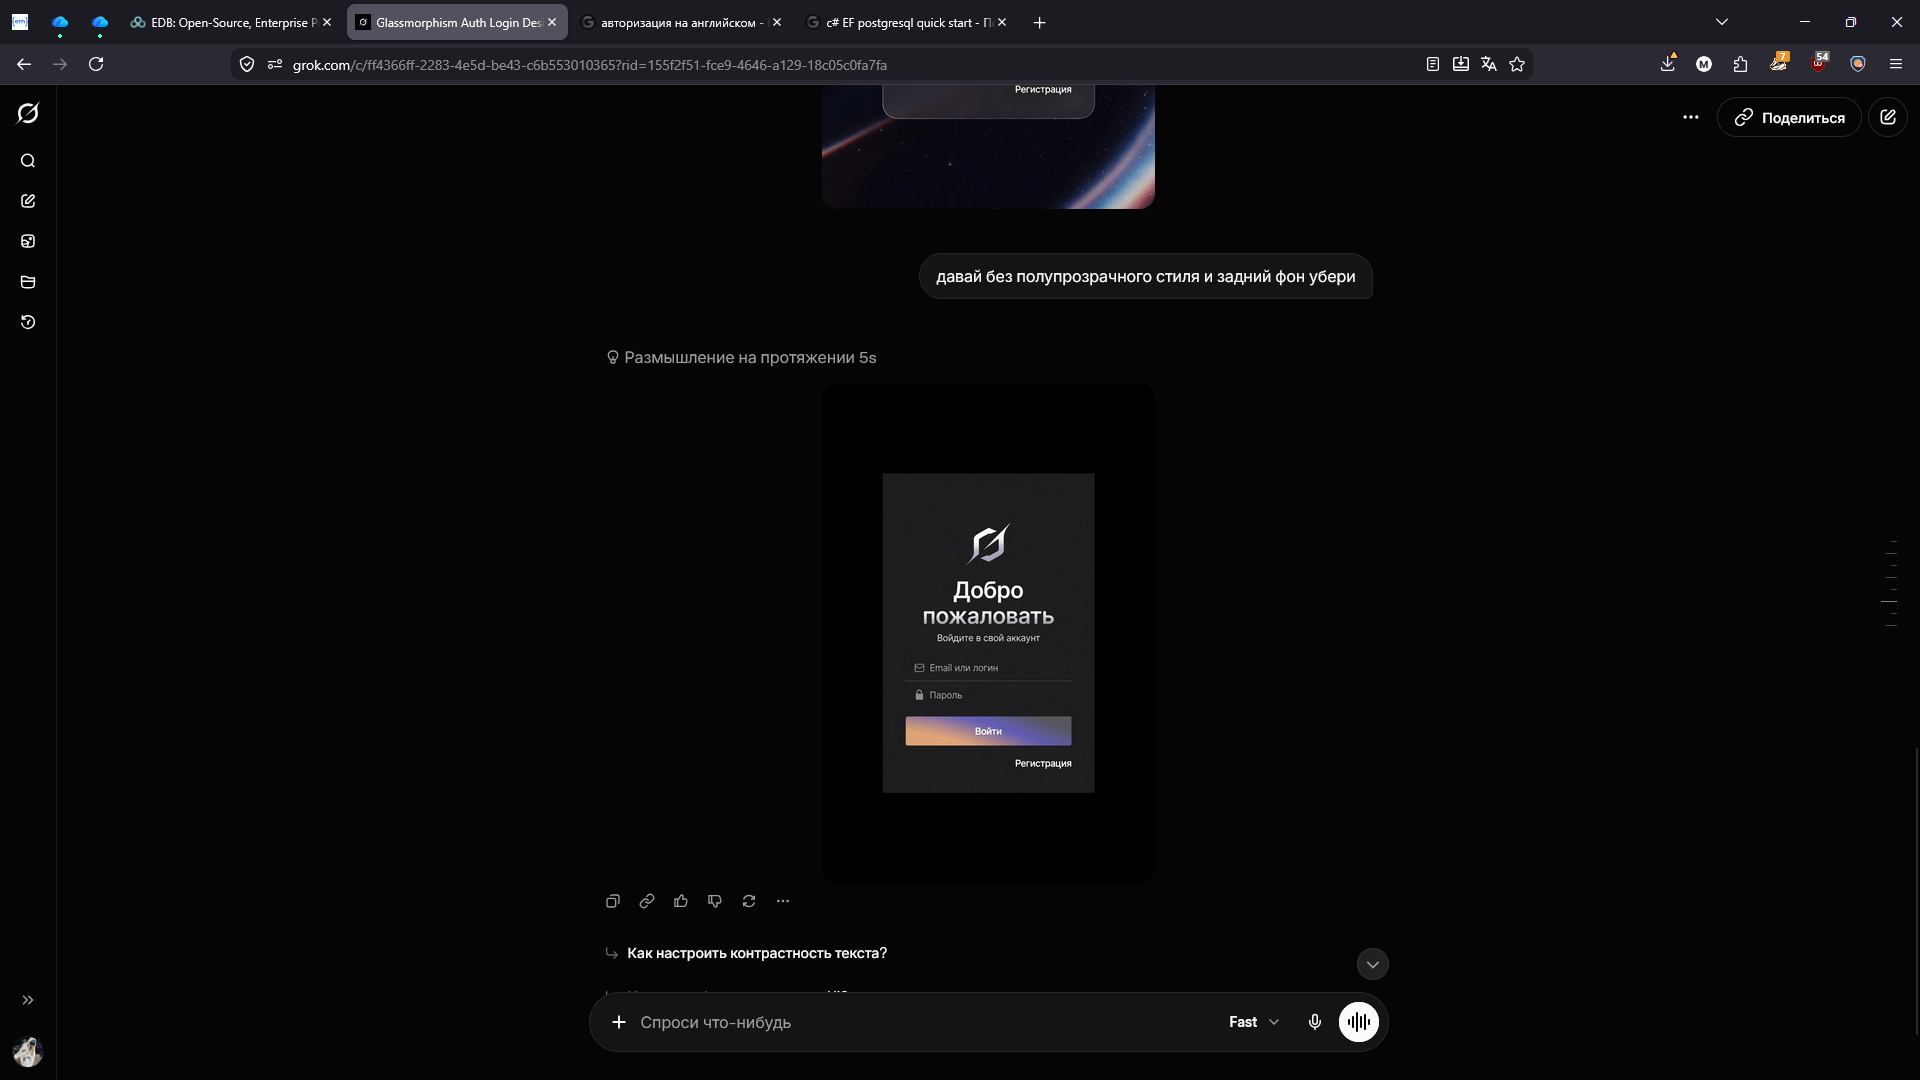 EDB: Open-Source, Enterprise P
Glassmorphism Auth Login Des
авторизация на английском -
c# EF postgresql quick start - П
grok.com/c/ff4366ff-2283-4e5d-be43-c6b553010365?rid=155f2f51-fce9-4646-a129-18c05c0fa7fa
M
7
54
Регистрация
Поделиться
давай без полупрозрачного стиля и задний фон убери
Размышление на протяжении 5s
Добро
пожаловать
Войдите в свой аккаунт
Email или логин
Пароль
Войти
Регистрация
Как настроить контрастность текста?
Спроси что-нибудь
Fast